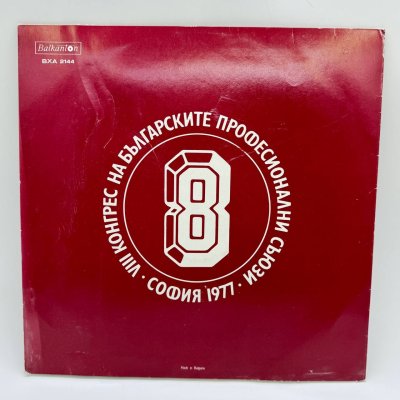 Balkanton
ВХА 2144
VIII КОНГРЕС НА БЪЛГАРСКИТЕ ПРОФЕСИОНАЛНИ СЪЮЗИ
· СОФИЯ 1977 ·
8